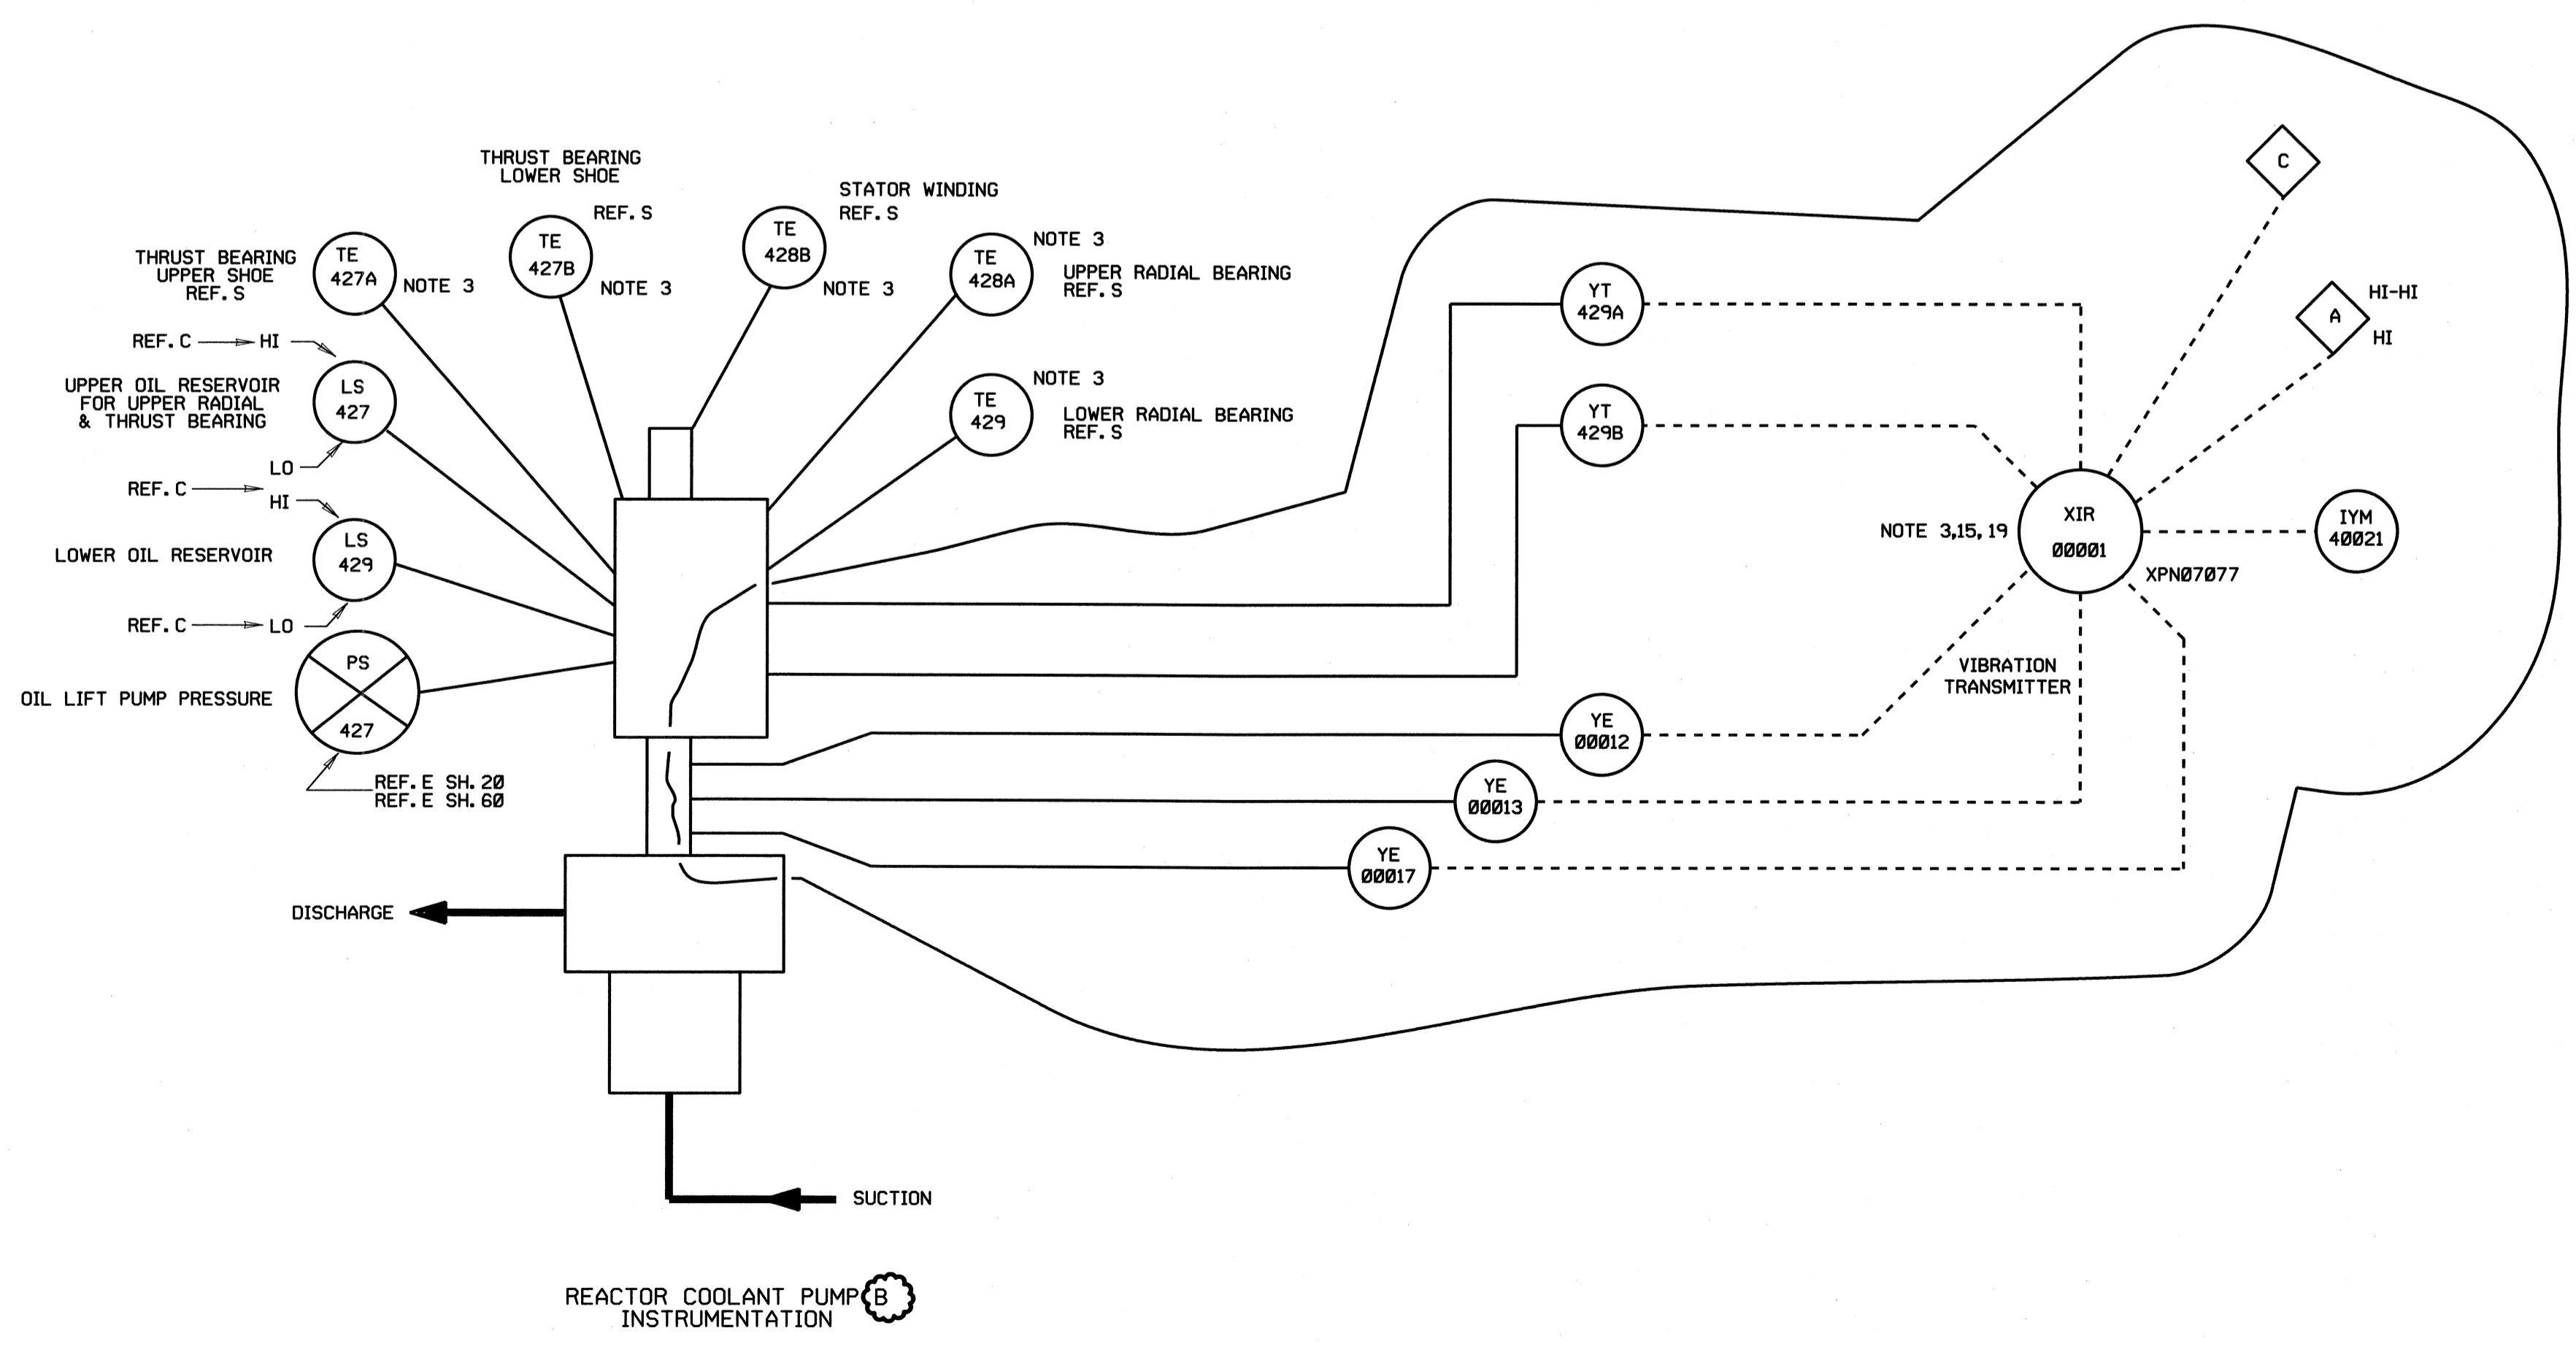 THRUST BEARING
LOWER SHOE
REF. S
TE
427B
NOTE 3
STATOR WINDING
REF. S
TE
428B
NOTE 3
THRUST BEARING
UPPER SHOE
REF. S
TE
427A
NOTE 3
NOTE 3
TE
428A
UPPER RADIAL BEARING
REF. S
REF. C
HI
UPPER OIL RESERVOIR
FOR UPPER RADIAL
& THRUST BEARING
LS
427
LO
NOTE 3
TE
429
LOWER RADIAL BEARING
REF. S
REF. C
HI
LOWER OIL RESERVOIR
LS
429
REF. C
LO
OIL LIFT PUMP PRESSURE
PS
427
REF. E SH. 20
REF. E SH. 60
C
YT
429A
A
HI-HI
HI
YT
429B
NOTE 3,15,19
XIR
00001
XPN07077
IYM
40021
VIBRATION
TRANSMITTER
YE
00012
YE
00013
YE
00017
DISCHARGE
SUCTION
REACTOR COOLANT PUMP B
INSTRUMENTATION